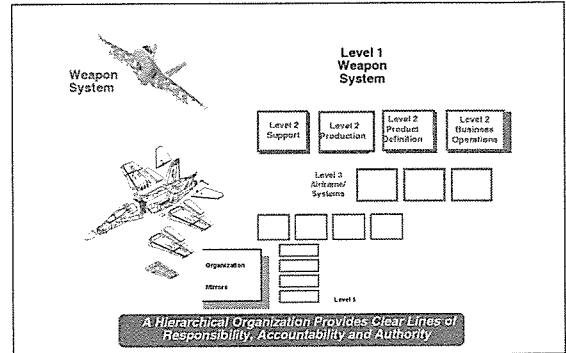 Weapon
System
Level 1
Weapon
System
Level 2
Support
Level 2
Production
Level 2
Product
Definition
Level 2
Business
Operations
Level 3
Airframe/
Systems
Organization
Mirrors
Level 5
A Hierarchical Organization Provides Clear Lines of
Responsibility, Accountability and Authority